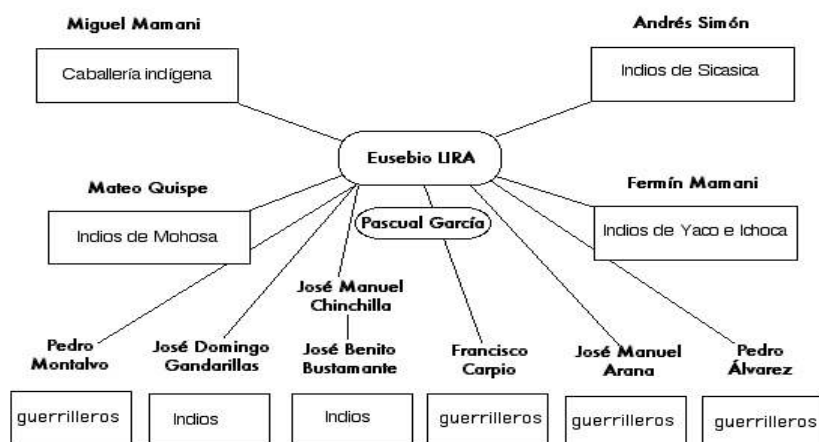 Miguel Mamani
Andrés Simón
Caballería indígena
Indios de Sicasica
Eusebio LIRA
Mateo Quispe
Fermín Mamani
Pascual García
Indios de Mohosa
Indios de Yaco e Ichoca
José Manuel
Chinchilla
Pedro
Montalvo
José Domingo
Gandarillas
José Benito
Bustamante
Francisco
Carpio
José Manuel
Arana
Pedro
Álvarez
guerrilleros
Indios
Indios
guerrilleros
guerrilleros
guerrilleros